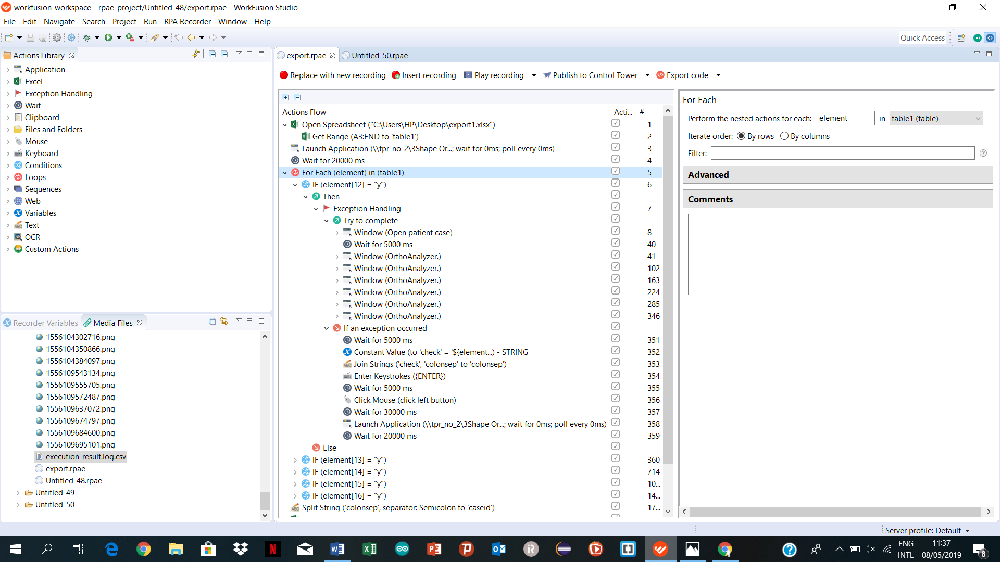 workfusion-workspace - rpae_project/Untitled-48/export.rpae - WorkFusion Studio
File Edit Navigate Search Project Run RPA Recorder Window Help
Quick Access
Actions Library
Application
Excel
Exception Handling
Wait
Clipboard
Files and Folders
Mouse
Keyboard
Conditions
Loops
Sequences
Web
Variables
Text
OCR
Custom Actions
Recorder Variables Media Files
1556104302716.png
1556104350866.png
1556104384097.png
1556109543134.png
1556109555705.png
1556109572487.png
1556109637072.png
1556109674797.png
1556109684600.png
1556109695101.png
execution-result.log.csv
export.rpae
Untitled-48.rpae
Untitled-49
Untitled-50
export.rpae Untitled-50.rpae
Replace with new recording Insert recording Play recording Publish to Control Tower Export code
Actions Flow Acti... #
Open Spreadsheet ("C:\Users\HP\Desktop\export1.xlsx") 1
Get Range (A3:END to 'table1') 2
Launch Application (\\tpr_no_2\3Shape Or...; wait for 0ms; poll every 0ms) 3
Wait for 20000 ms 4
For Each (element) in (table1) 5
IF (element[12] = "y") 6
Then
Exception Handling 7
Try to complete
Window (Open patient case) 8
Wait for 5000 ms 40
Window (OrthoAnalyzer.) 41
Window (OrthoAnalyzer.) 102
Window (OrthoAnalyzer.) 163
Window (OrthoAnalyzer.) 224
Window (OrthoAnalyzer.) 285
Window (OrthoAnalyzer.) 346
If an exception occurred
Wait for 5000 ms 351
Constant Value (to 'check' = '${element...) - STRING 352
Join Strings ('check', 'colonsep' to 'colonsep') 353
Enter Keystrokes ({ENTER}) 354
Wait for 5000 ms 355
Click Mouse (click left button) 356
Wait for 30000 ms 357
Launch Application (\\tpr_no_2\3Shape Or...; wait for 0ms; poll every 0ms) 358
Wait for 20000 ms 359
Else
IF (element[13] = "y") 360
IF (element[14] = "y") 714
IF (element[15] = "y") 10...
IF (element[16] = "y") 14...
Split String ('colonsep', separator: Semicolon to 'caseid') 17...
For Each
Perform the nested actions for each: element in table1 (table)
Iterate order: By rows By columns
Filter:
Advanced
Comments
Server profile: Default
ENG
INTL
11:37
08/05/2019
8